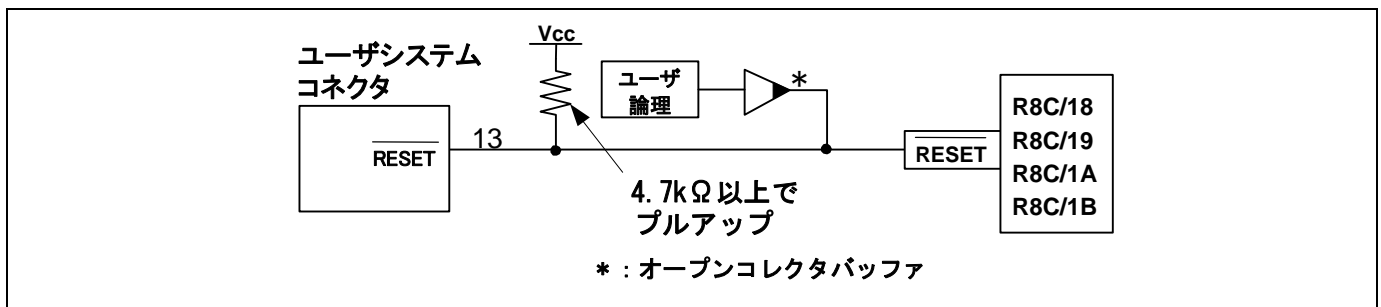 Vcc
ユーザシステム
コネクタ
ユーザ
論理
*
R8C/18
R8C/19
R8C/1A
R8C/1B
13
RESET
RESET
4.7kΩ以上で
プルアップ
*：オープンコレクタバッファ